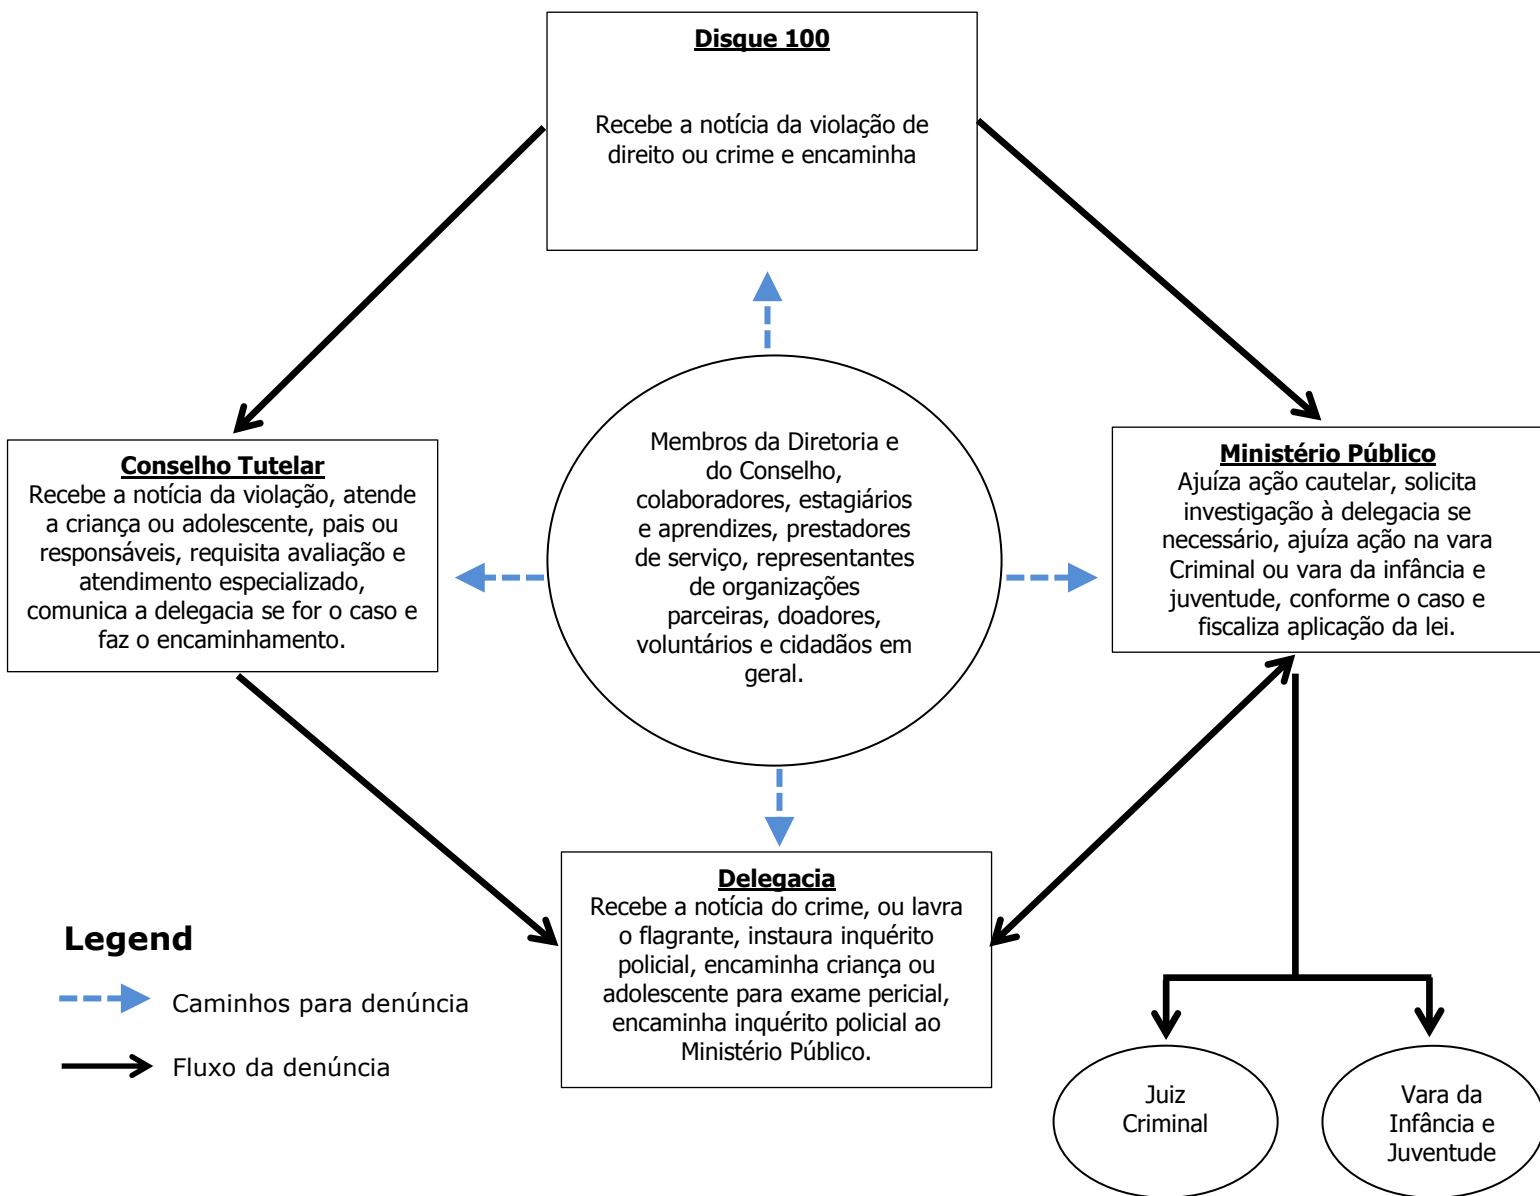 Disque 100
Recebe a notícia da violação de
direito ou crime e encaminha
Conselho Tutelar
Recebe a notícia da violação, atende
a criança ou adolescente, pais ou
responsáveis, requisita avaliação e
atendimento especializado,
comunica a delegacia se for o caso e
faz o encaminhamento.
Membros da Diretoria e
do Conselho,
colaboradores, estagiários
e aprendizes, prestadores
de serviço, representantes
de organizações
parceiras, doadores,
voluntários e cidadãos em
geral.
Ministério Público
Ajuíza ação cautelar, solicita
investigação à delegacia se
necessário, ajuíza ação na vara
Criminal ou vara da infância e
juventude, conforme o caso e
fiscaliza aplicação da lei.
Delegacia
Recebe a notícia do crime, ou lavra
o flagrante, instaura inquérito
policial, encaminha criança ou
adolescente para exame pericial,
encaminha inquérito policial ao
Ministério Público.
Legend
Caminhos para denúncia
Fluxo da denúncia
Juiz
Criminal
Vara da
Infância e
Juventude